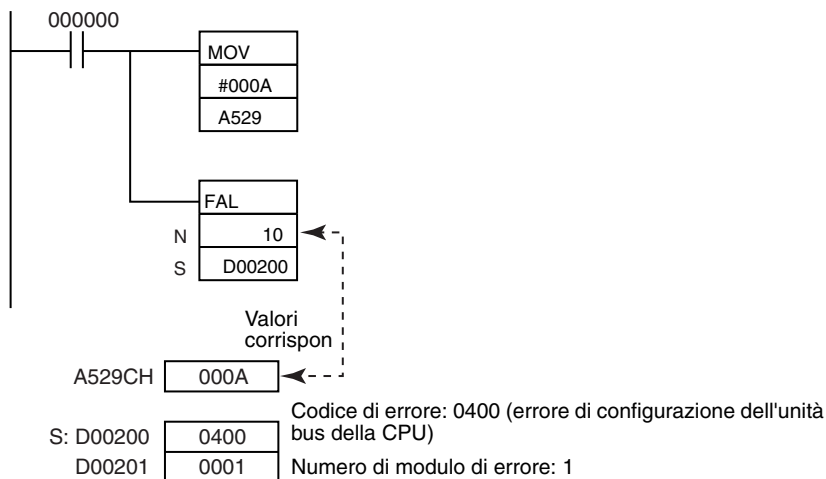 000000
MOV
#000A
A529
FAL
N 10
S D00200
Valori
corrispon
A529CH 000A
Codice di errore: 0400 (errore di configurazione dell'unità
bus della CPU)
S: D00200 0400
D00201 0001 Numero di modulo di errore: 1